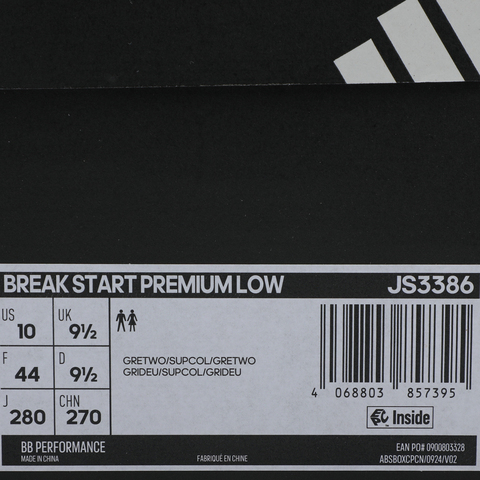 BREAK START PREMIUM LOW JS3386
US 10 UK 9½
F 44 D 9½
J 280 CHN 270
GRETWO/SUPCOL/GRETWO
GRIDEU/SUPCOL/GRIDEU
4 068803 857395
Inside
BB PERFORMANCE
MADE IN CHINA
FABRIQUÉ EN CHINE
EAN PO# 0900803328
ABSBOXCPCN/0924/V02